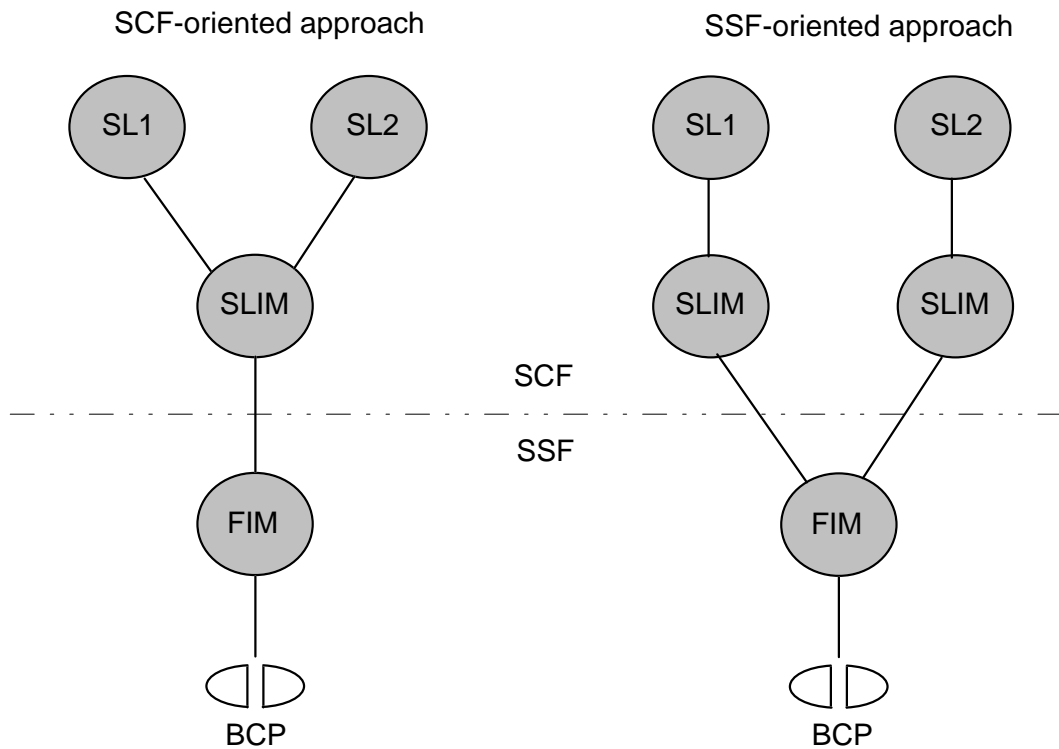 SCF-oriented approach
SSF-oriented approach
SL1
SL2
SL1
SL2
SLIM
SLIM
SLIM
SCF
SSF
FIM
FIM
BCP
BCP